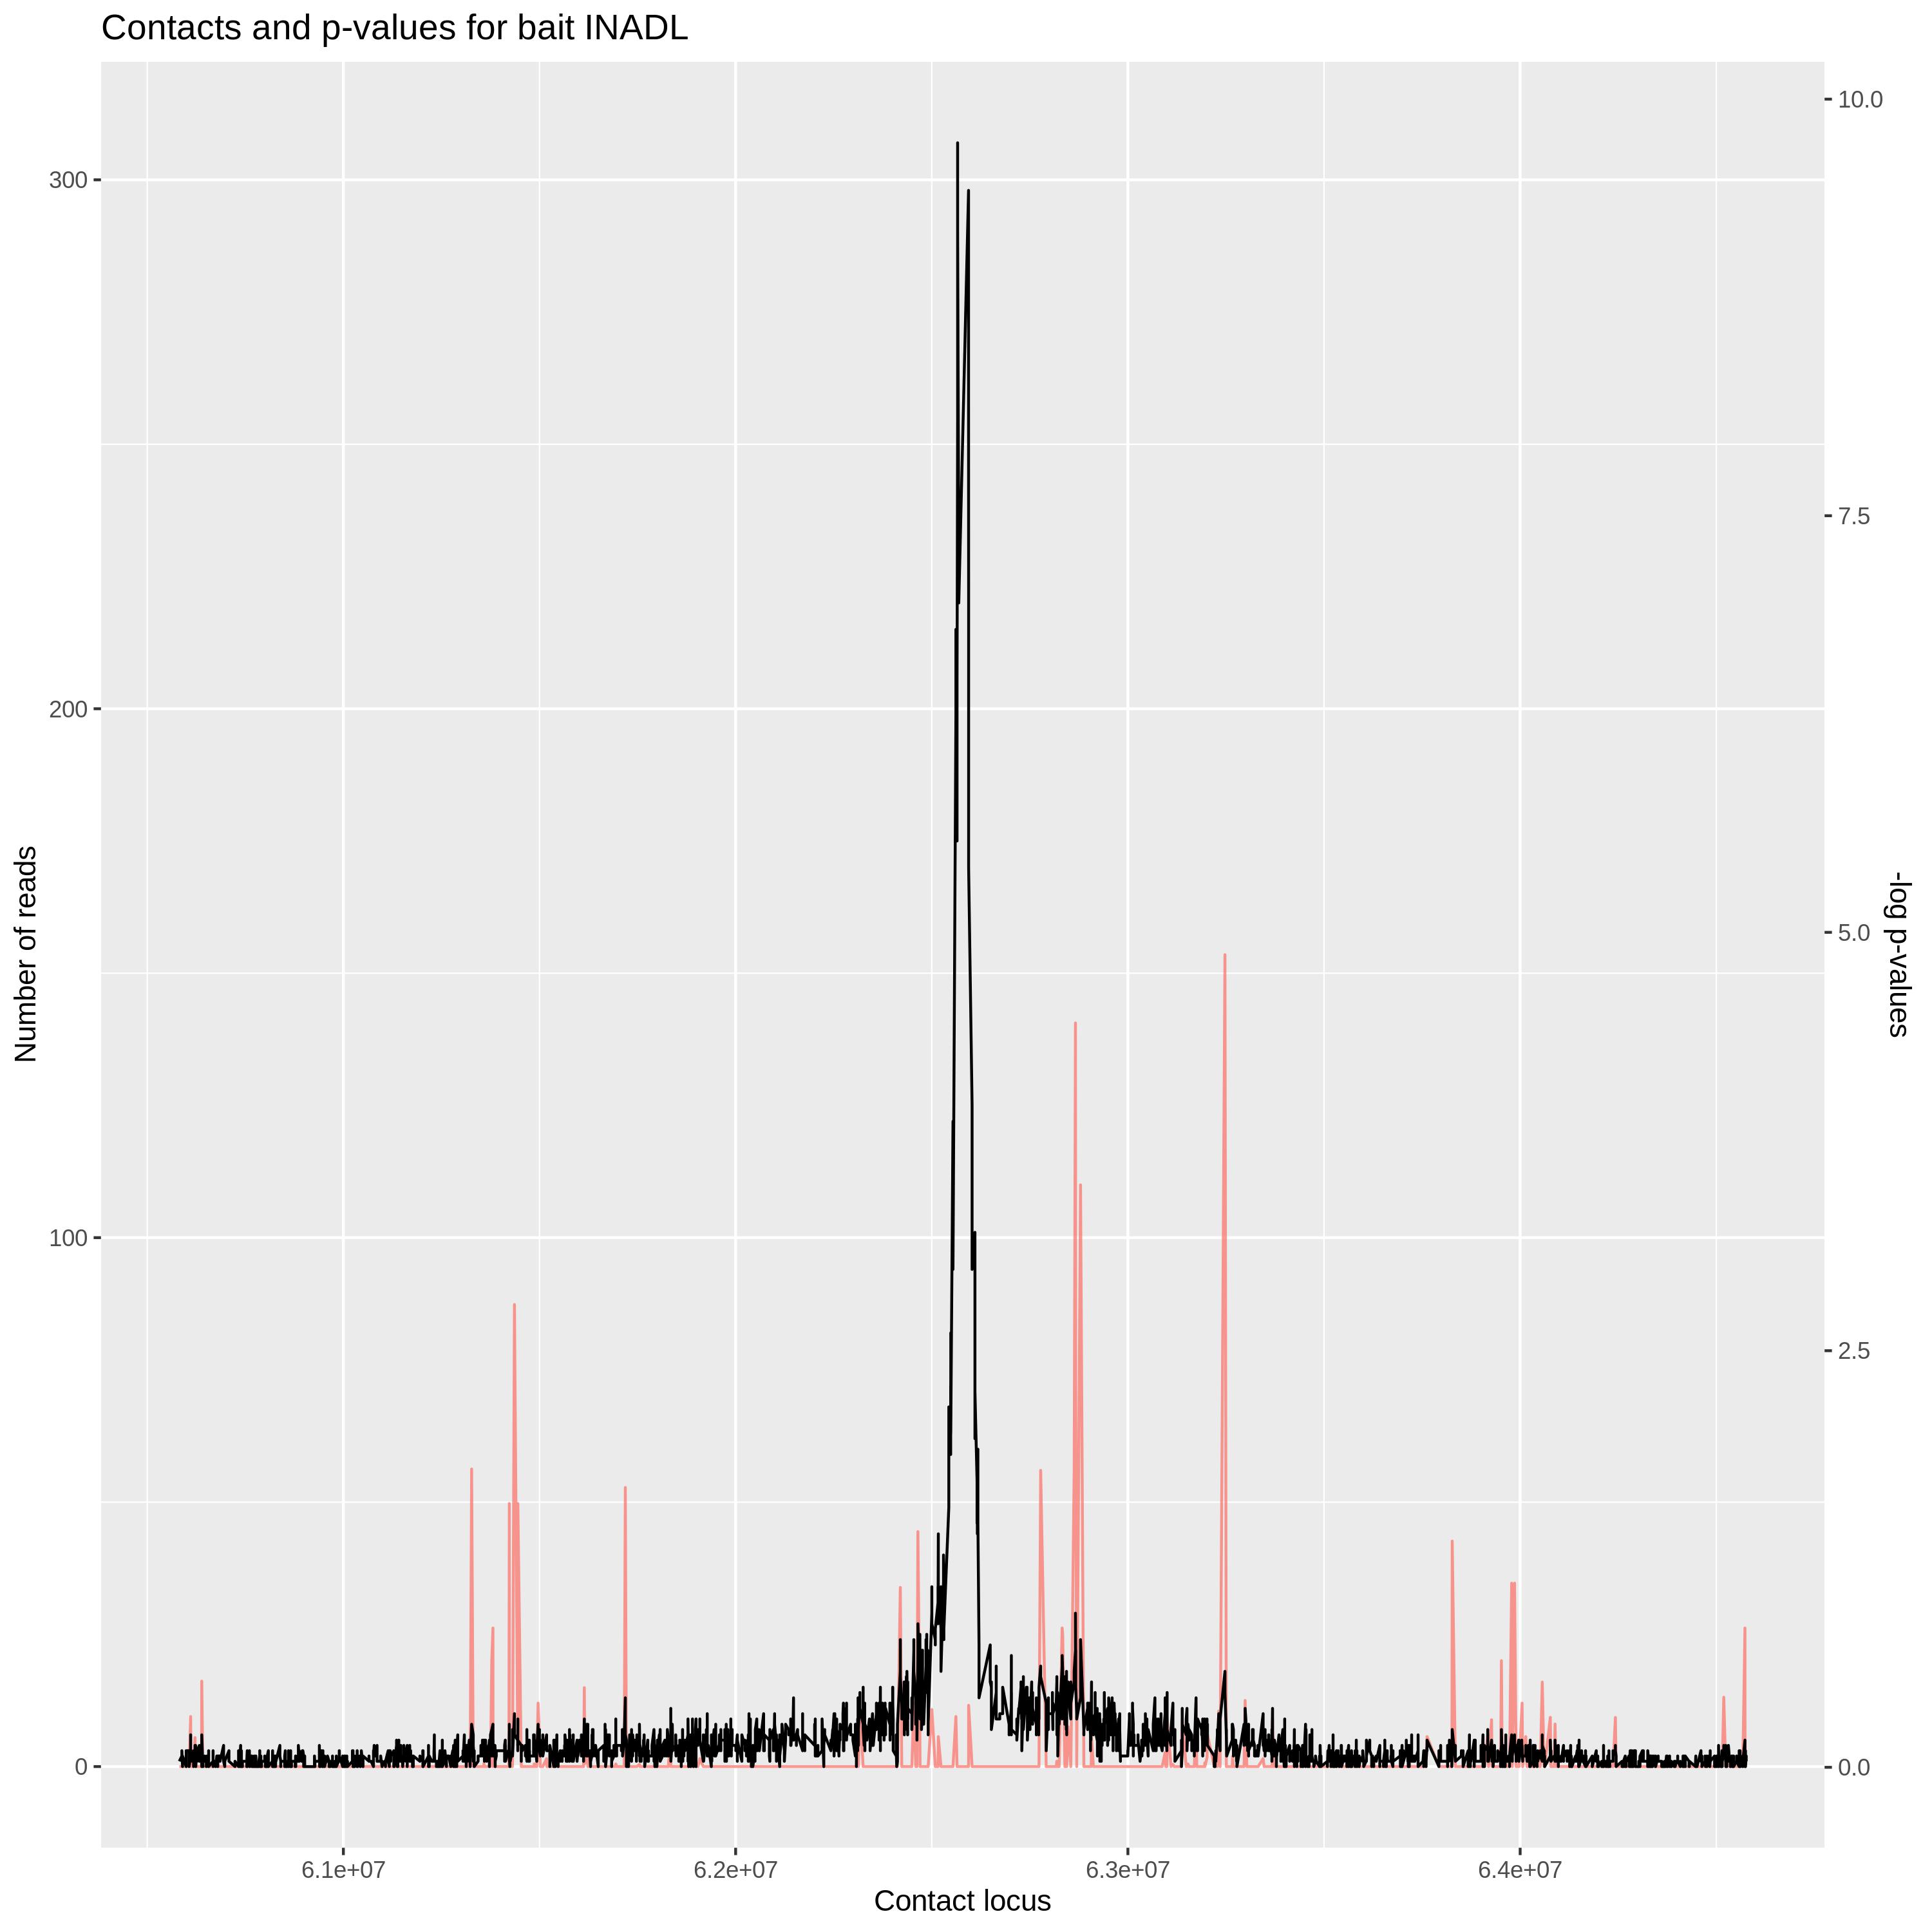 Contacts and p-values for bait INADL
300
200
100
0
Number of reads
10.0
7.5
5.0
2.5
0.0
-log p-values
6.1e+07
6.2e+07
6.3e+07
6.4e+07
Contact locus